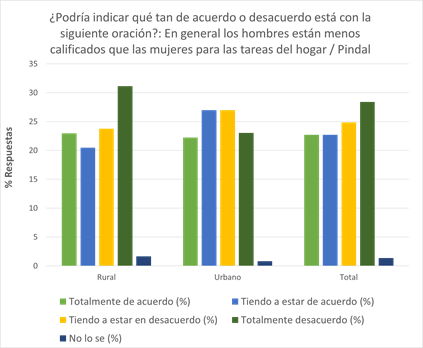 ¿Podría indicar qué tan de acuerdo o desacuerdo está con la
siguiente oración?: En general los hombres están menos
calificados que las mujeres para las tareas del hogar / Pindal
35
30
25
20
15
10
5
0
% Respuestas
Rural Urbano Total
Totalmente de acuerdo (%) Tiendo a estar de acuerdo (%)
Tiendo a estar en desacuerdo (%) Totalmente desacuerdo (%)
No lo se (%)